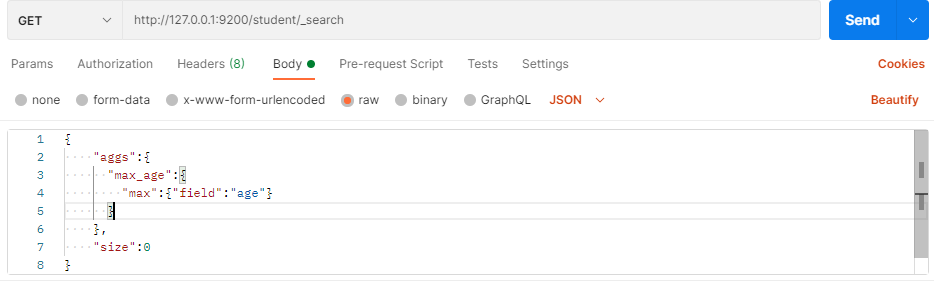 GET http://127.0.0.1:9200/student/_search Send
Params Authorization Headers (8) Body Pre-request Script Tests Settings Cookies
none form-data x-www-form-urlencoded raw binary GraphQL JSON Beautify
1 {
2 ····"aggs":{
3 ······"max_age":{
4 ········"max":{"field":"age"}
5 ······}
6 ····},
7 ····"size":0
8 }